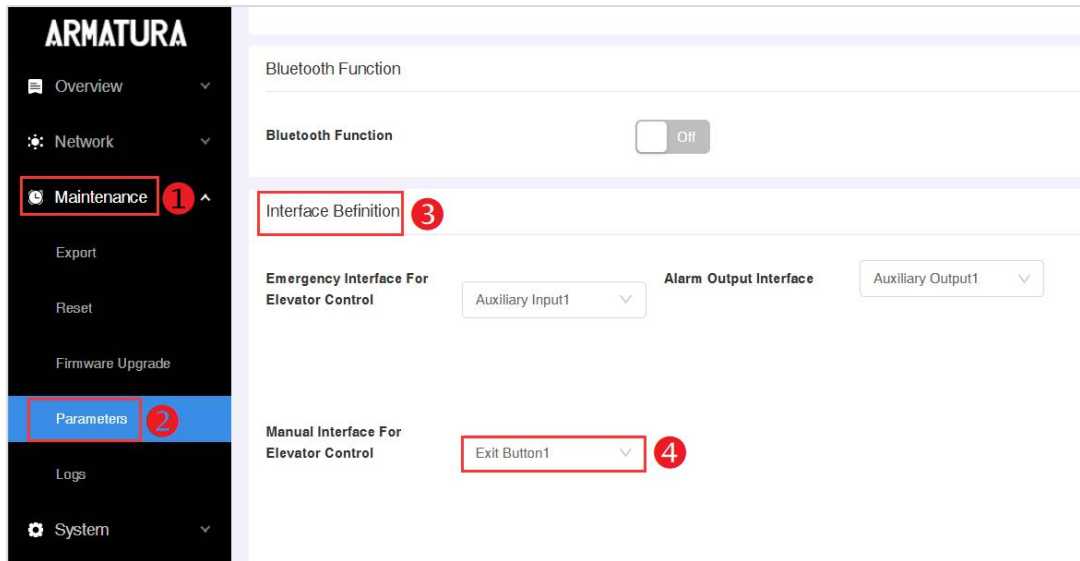 ARMATURA
Overview
Network
Maintenance 1
Export
Reset
Firmware Upgrade
Parameters 2
Logs
System
Bluetooth Function
Bluetooth Function Off
Interface Befinition 3
Emergency Interface For
Elevator Control
Auxiliary Input1
Alarm Output Interface
Auxiliary Output1
Manual Interface For
Elevator Control
Exit Button1 4